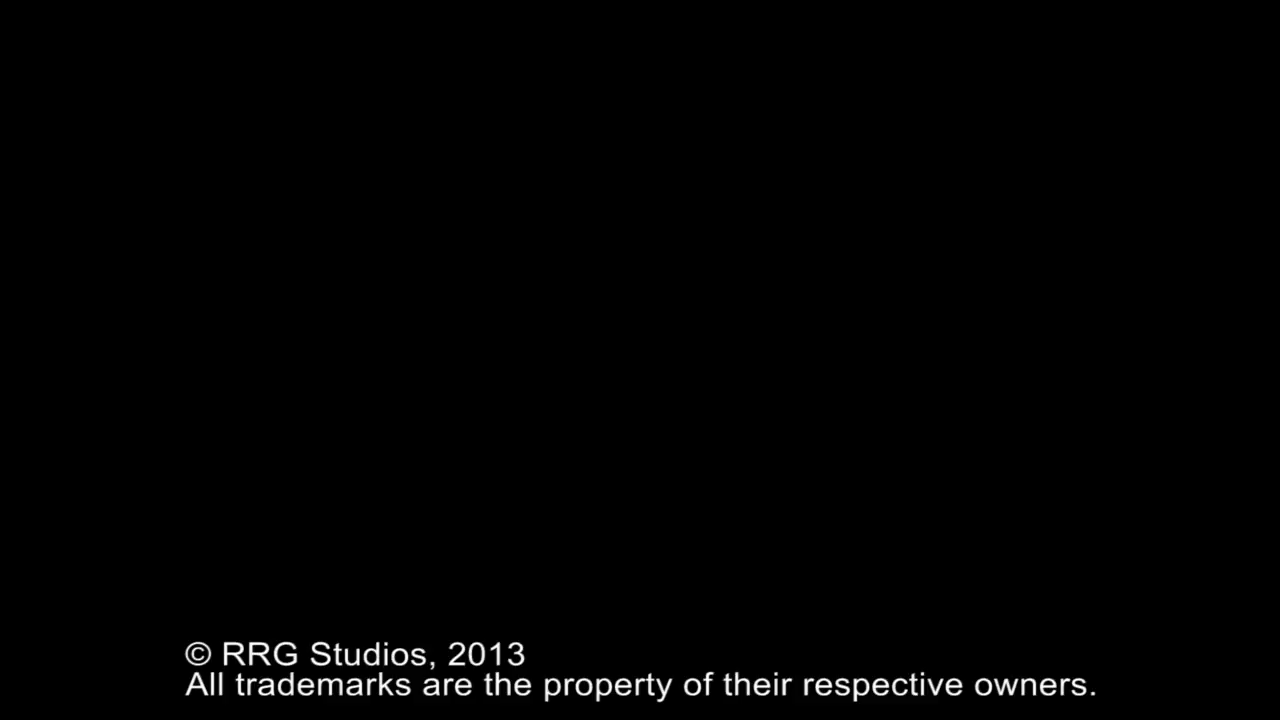 © RRG Studios, 2013
All trademarks are the property of their respective owners.